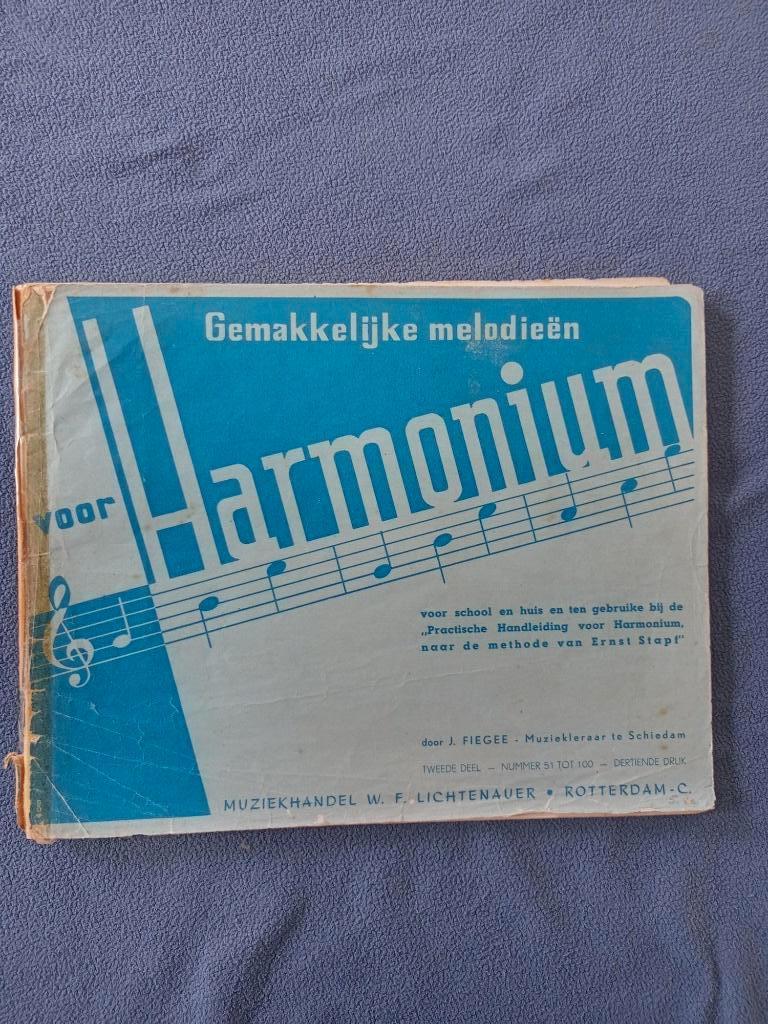 Gemakkelijke melodieën
voor Harmonium
voor school en huis en ten gebruike bij de
„Practische Handleiding voor Harmonium,
naar de methode van Ernst Stapf"
door J. FIEGEE - Muziekleraar te Schiedam
TWEEDE DEEL — NUMMER 51 TOT 100 — DERTIENDE DRUK
MUZIEKHANDEL W. F. LICHTENAUER • ROTTERDAM-C.